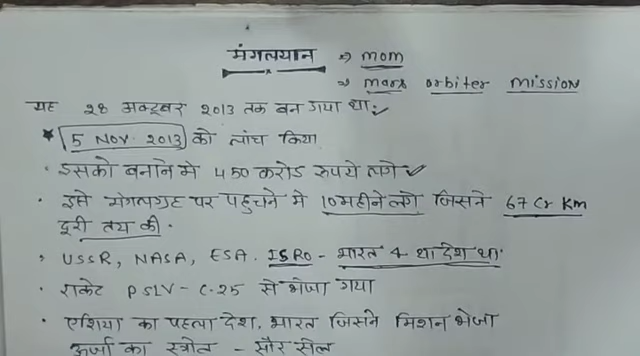 मंगलयान => mom
=> mars orbiter mission
यह 28 अक्टूबर 2013 तक बन गया था.
* 5 Nov. 2013 को लांच किया
. इसको बनाने मे 450 करोड रुपये लगे
. इसे मंगलग्रह पर पहुचने मे 10 महीने लगे जिसने 67 Cr Km
दूरी तय की.
. USSR, NASA, ESA. ISRO - भारत 4 था देश था.
. राकेट PSLV - C-25 से भेजा गया
. एशिया का पहला देश. भारत जिसने मिशन भेजा
ऊर्जा का स्त्रोत - सौर सेल